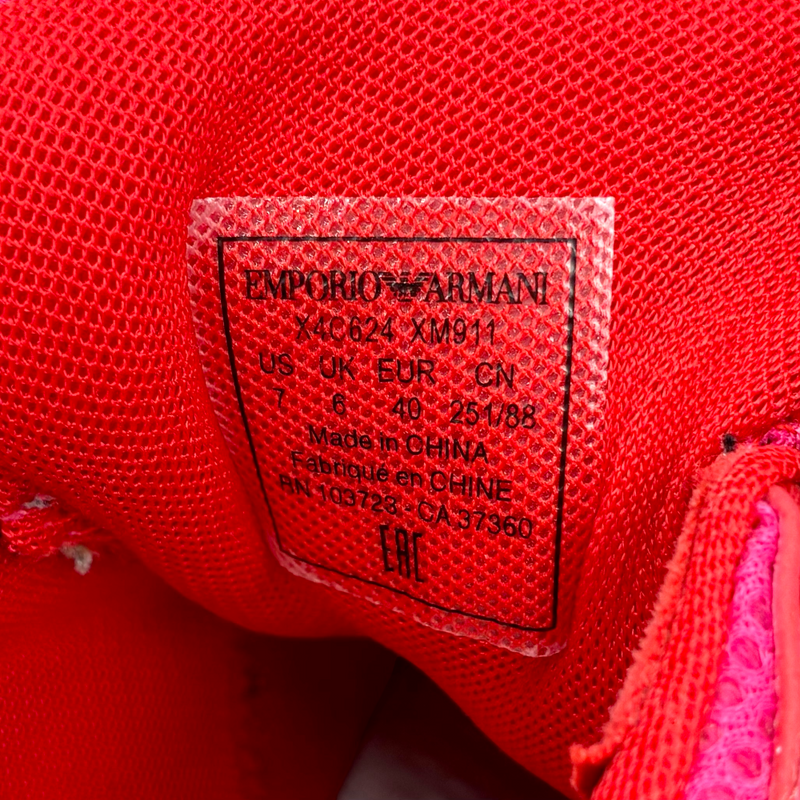 EMPORIO ARMANI
X4C624 XM911
US UK EUR CN
7 6 40 251/88
Made in CHINA
Fabriqué en CHINE
RN 103723 - CA 37360
EAC